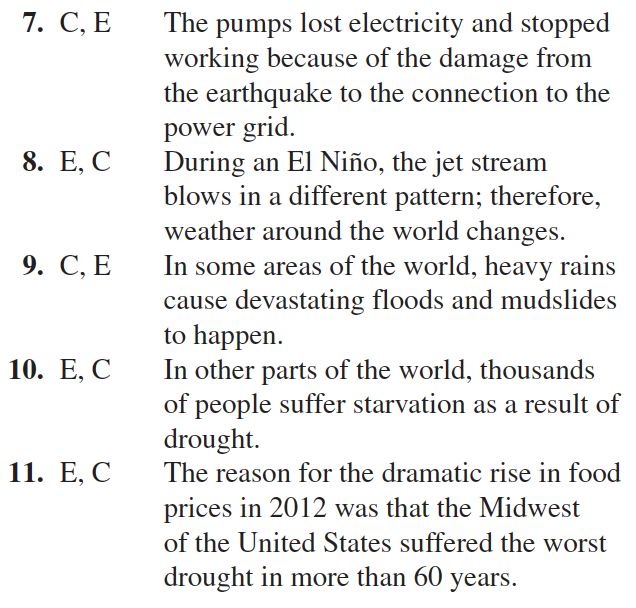 7. C, E The pumps lost electricity and stopped
working because of the damage from
the earthquake to the connection to the
power grid.
8. E, C During an El Niño, the jet stream
blows in a different pattern; therefore,
weather around the world changes.
9. C, E In some areas of the world, heavy rains
cause devastating floods and mudslides
to happen.
10. E, C In other parts of the world, thousands
of people suffer starvation as a result of
drought.
11. E, C The reason for the dramatic rise in food
prices in 2012 was that the Midwest
of the United States suffered the worst
drought in more than 60 years.